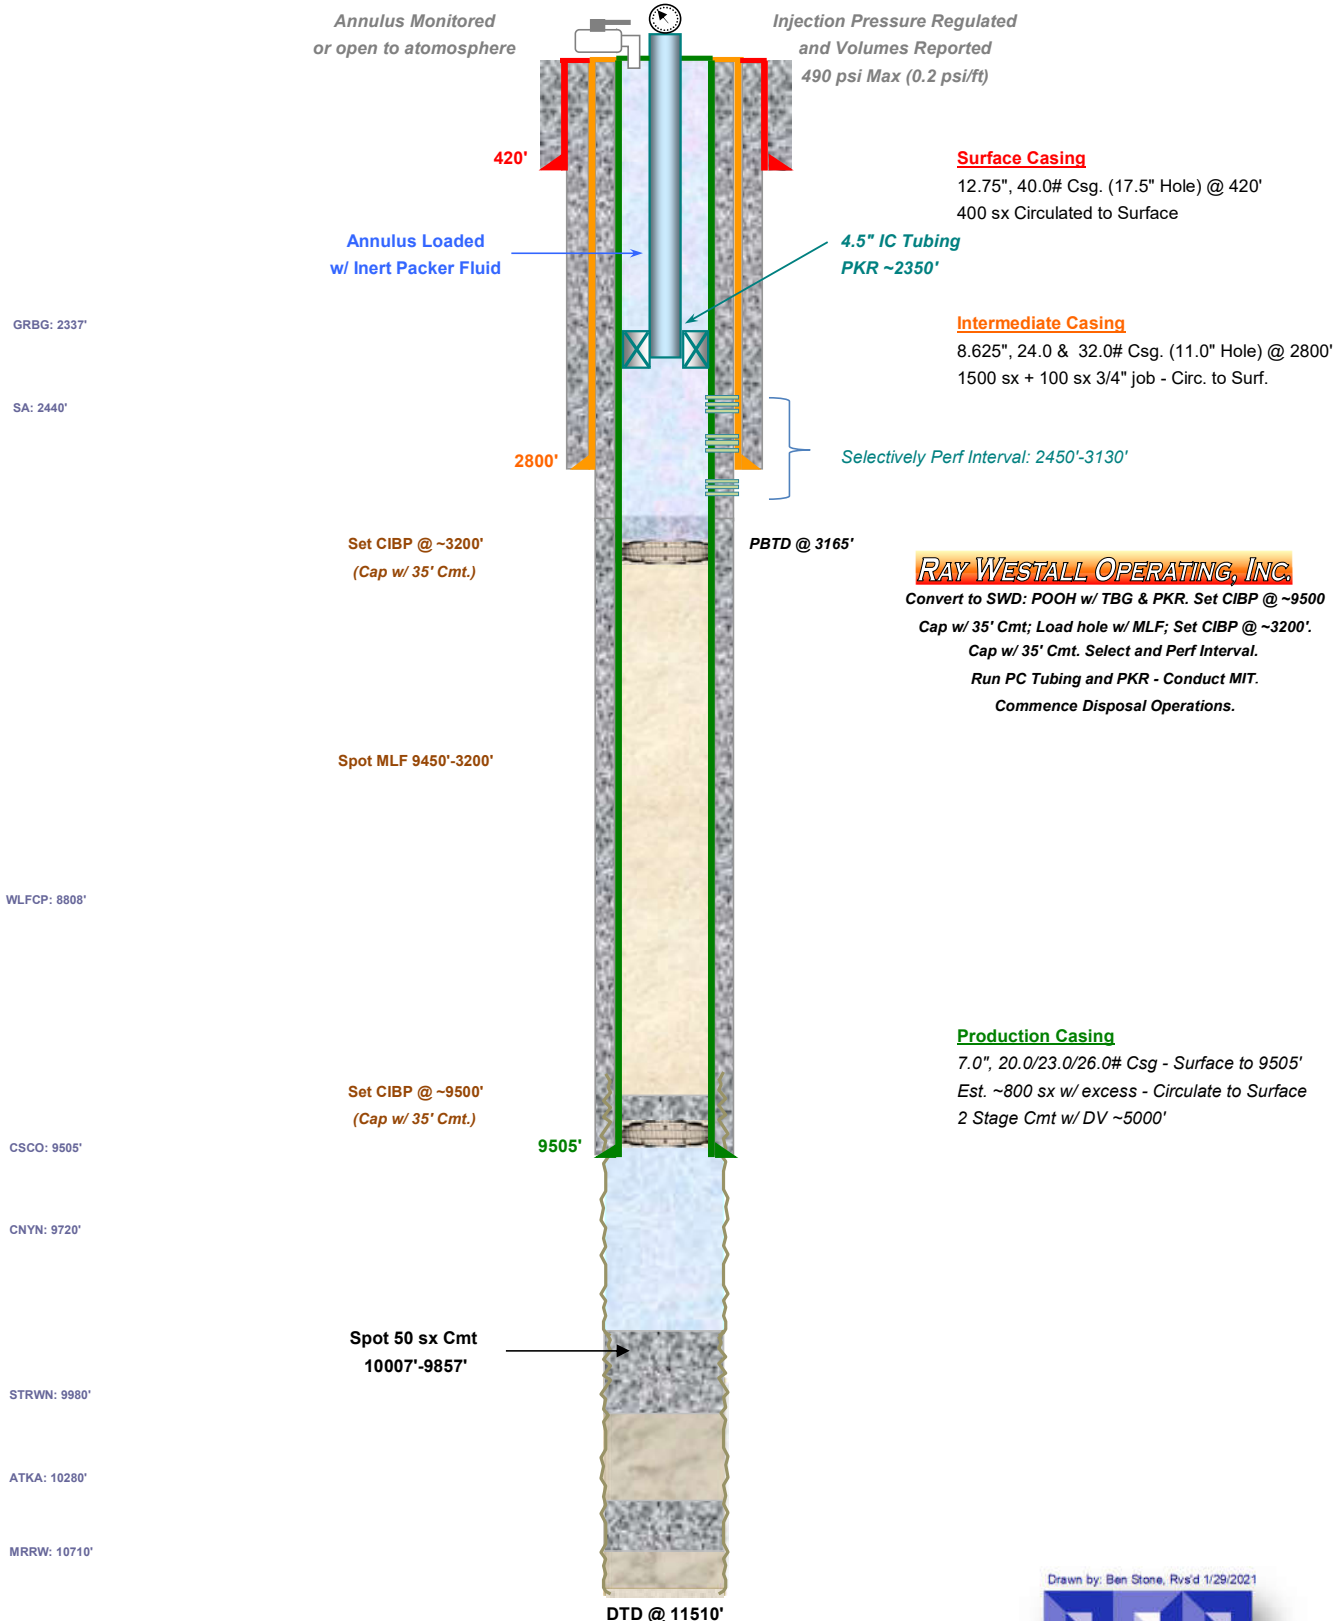 Annulus Monitored
or open to atomosphere
Injection Pressure Regulated
and Volumes Reported
490 psi Max (0.2 psi/ft)
420'
Surface Casing
12.75", 40.0# Csg. (17.5" Hole) @ 420'
400 sx Circulated to Surface
Annulus Loaded
w/ Inert Packer Fluid
4.5" IC Tubing
PKR ~2350'
GRBG: 2337'
Intermediate Casing
8.625", 24.0 & 32.0# Csg. (11.0" Hole) @ 2800'
1500 sx + 100 sx 3/4" job - Circ. to Surf.
SA: 2440'
2800'
Selectively Perf Interval: 2450'-3130'
Set CIBP @ ~3200'
(Cap w/ 35' Cmt.)
PBTD @ 3165'
RAY WESTALL OPERATING, INC.
Convert to SWD: POOH w/ TBG & PKR. Set CIBP @ ~9500
Cap w/ 35' Cmt; Load hole w/ MLF; Set CIBP @ ~3200'.
Cap w/ 35' Cmt. Select and Perf Interval.
Run PC Tubing and PKR - Conduct MIT.
Commence Disposal Operations.
Spot MLF 9450'-3200'
WLFCP: 8808'
Production Casing
7.0", 20.0/23.0/26.0# Csg - Surface to 9505'
Est. ~800 sx w/ excess - Circulate to Surface
2 Stage Cmt w/ DV ~5000'
Set CIBP @ ~9500'
(Cap w/ 35' Cmt.)
CSCO: 9505'
9505'
CNYN: 9720'
Spot 50 sx Cmt
10007'-9857'
STRWN: 9980'
ATKA: 10280'
MRRW: 10710'
Drawn by: Ben Stone, Rvs'd 1/29/2021
DTD @ 11510'